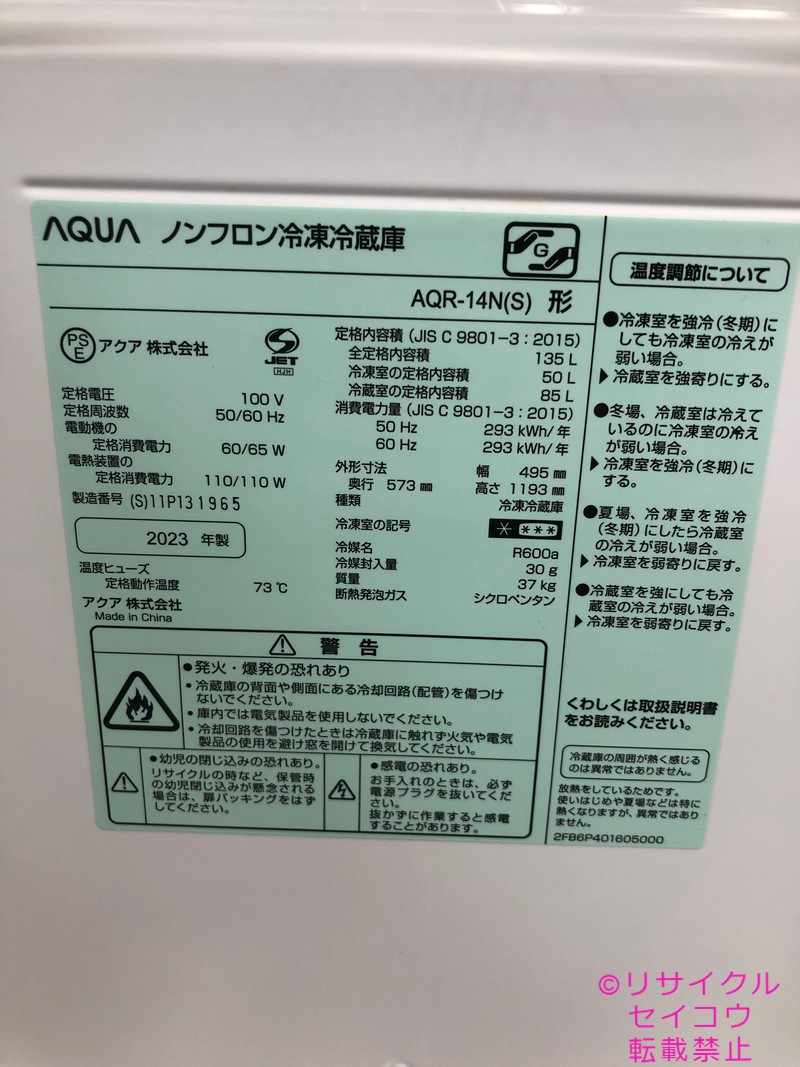 AQUA ノンフロン冷凍冷蔵庫
G
AQR-14N(S) 形
PSE アクア 株式会社
S
JET
HJH
定格電圧 100 V
定格周波数 50/60 Hz
電動機の
定格消費電力 60/65 W
電熱装置の
定格消費電力 110/110 W
製造番号 (S)11P131965
2023 年製
温度ヒューズ
定格動作温度 73 ℃
アクア 株式会社
Made in China
定格内容積 (JIS C 9801-3 : 2015)
全定格内容積 135 L
冷凍室の定格内容積 50 L
冷蔵室の定格内容積 85 L
消費電力量 (JIS C 9801-3 : 2015)
50 Hz 293 kWh/年
60 Hz 293 kWh/年
外形寸法 幅 495 ㎜
奥行 573 ㎜ 高さ 1193 ㎜
種類 冷凍冷蔵庫
冷凍室の記号 * ***
冷媒名 R600a
冷媒封入量 30 g
質量 37 kg
断熱発泡ガス シクロペンタン
⚠ 警 告
●発火・爆発の恐れあり
・冷蔵庫の背面や側面にある冷却回路(配管)を傷つけ
ないでください。
・庫内では電気製品を使用しないでください。
・冷却回路を傷つけたときは冷蔵庫に触れず火気や電気
製品の使用を避け窓を開けて換気してください。
●幼児の閉じ込みの恐れあり。
リサイクルの時など、保管時
の幼児閉じ込みが懸念される
場合は、扉パッキングをはず
してください。
●感電の恐れあり。
お手入れのときは、必ず
電源プラグを抜いてくだ
さい。
抜かずに作業すると感電
することがあります。
温度調節について
●冷凍室を強冷(冬期)に
しても冷凍室の冷えが
弱い場合。
▶冷蔵室を強寄りにする。
●冬場、冷蔵室は冷えて
いるのに冷凍室の冷え
が弱い場合。
▶冷凍室を強冷(冬期)に
する。
●夏場、冷凍室を強冷
(冬期)にしたら冷蔵室
の冷えが弱い場合。
▶冷凍室を弱寄りに戻す。
●冷蔵室を強にしても冷
蔵室の冷えが弱い場合。
▶冷凍室を弱寄りにする。
くわしくは取扱説明書
をお読みください。
冷蔵庫の周囲が熱く感じる
のは異常ではありません。
放熱をしているためです。
使いはじめや夏場などは特に
熱くなりますが、異常ではあり
ません。
2FB6P401605000
©リサイクル
セイコウ
転載禁止